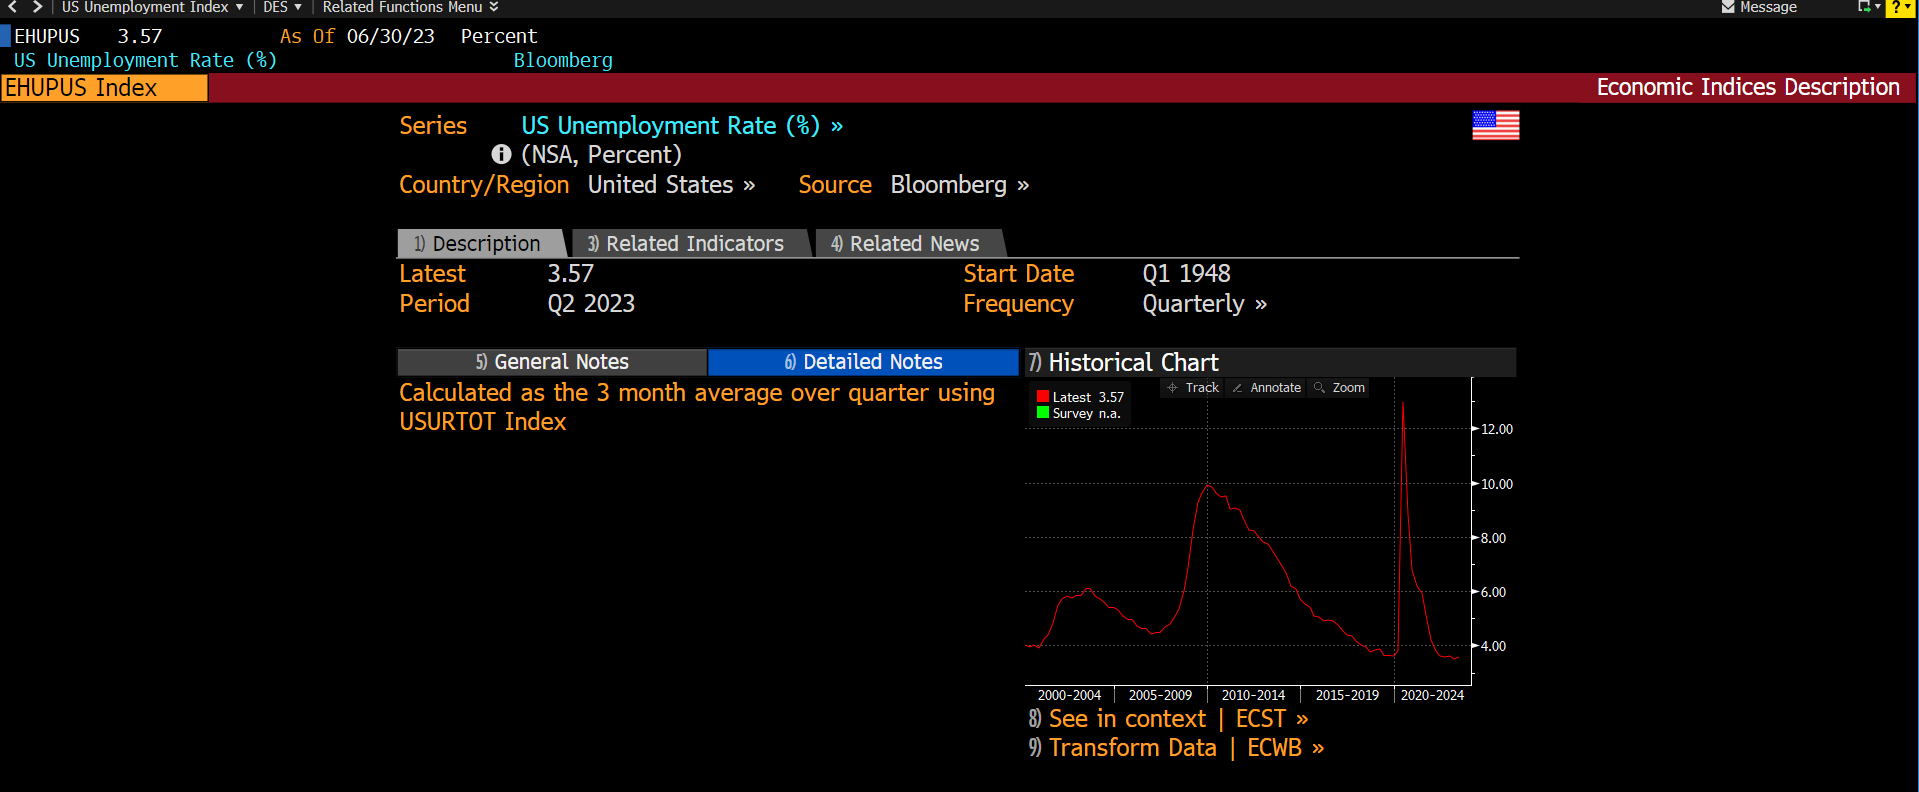 US Unemployment Index DES Related Functions Menu Message ?
EHUPUS 3.57 As Of 06/30/23 Percent
US Unemployment Rate (%) Bloomberg
EHUPUS Index Economic Indices Description
Series US Unemployment Rate (%) »
(NSA, Percent)
Country/Region United States » Source Bloomberg »
1) Description 3) Related Indicators 4) Related News
Latest 3.57 Start Date Q1 1948
Period Q2 2023 Frequency Quarterly »
5) General Notes 6) Detailed Notes 7) Historical Chart
Calculated as the 3 month average over quarter using
USURTOT Index
Track Annotate Zoom
Latest 3.57
Survey n.a.
12.00
10.00
8.00
6.00
4.00
2000-2004 2005-2009 2010-2014 2015-2019 2020-2024
8) See in context | ECST »
9) Transform Data | ECWB »